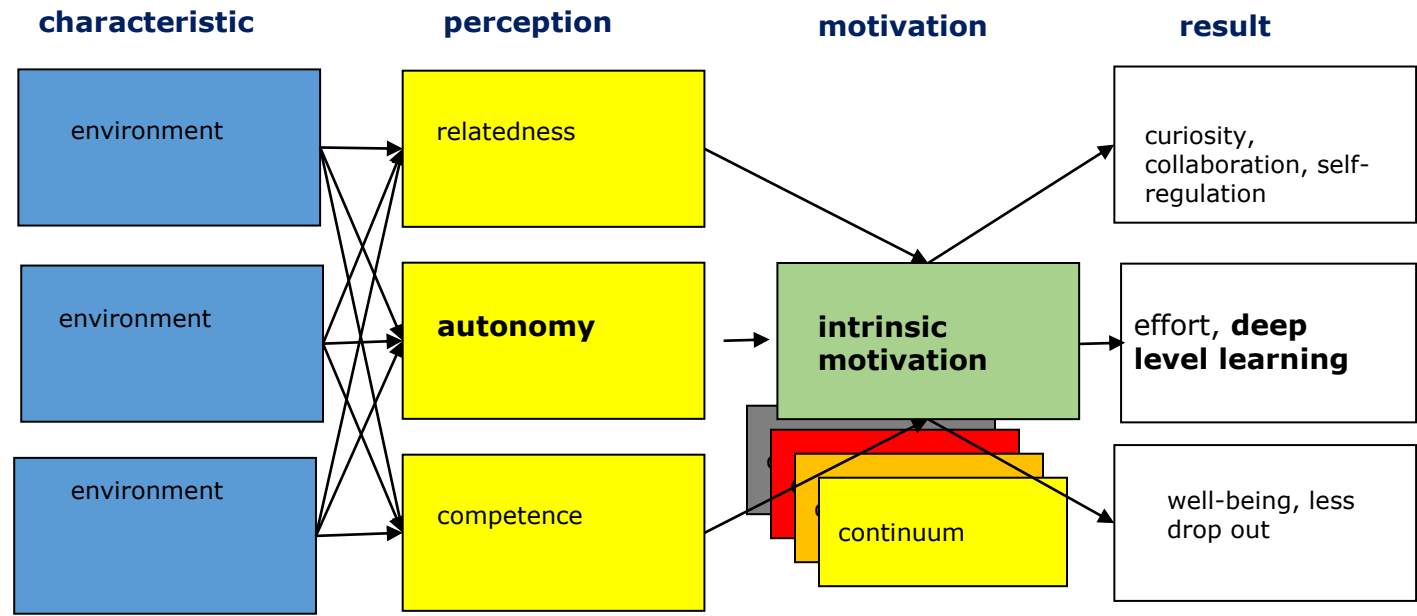 characteristic
perception
motivation
result
environment
relatedness
curiosity,
collaboration, self-
regulation
environment
autonomy
intrinsic
motivation
effort, deep
level learning
environment
competence
continuum
well-being, less
drop out